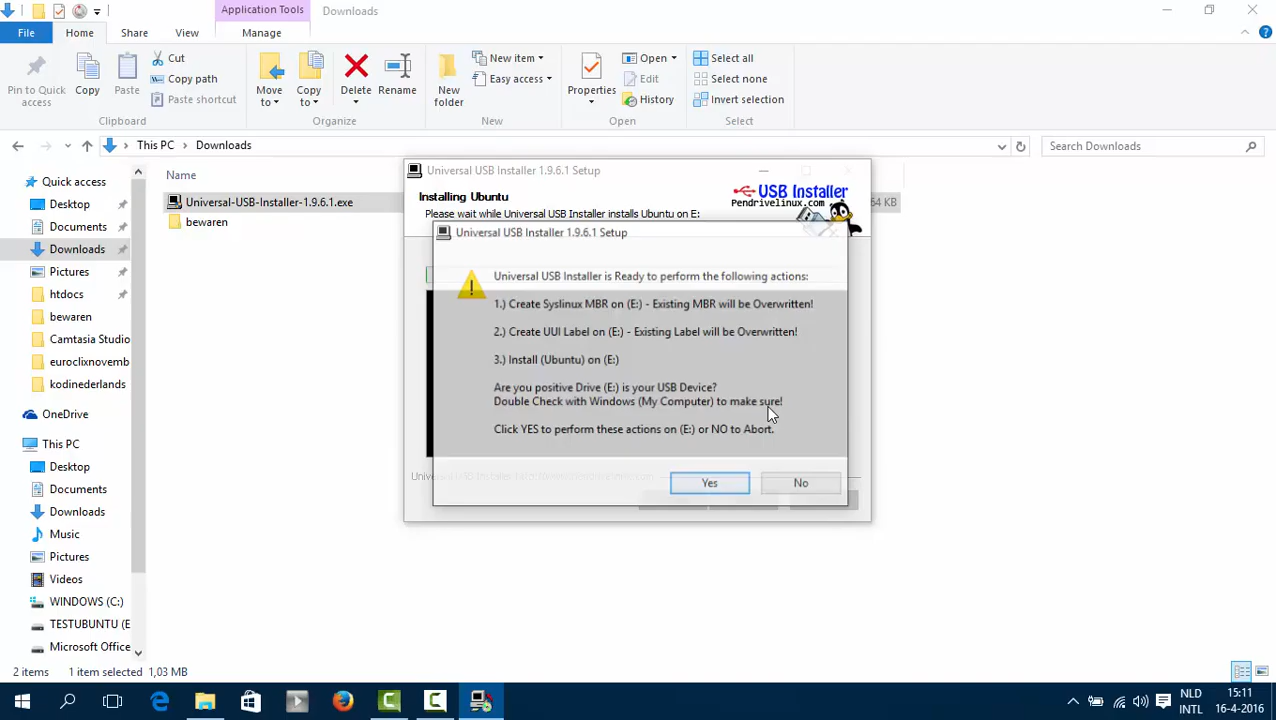 Application Tools
Downloads
File
Home
Share
View
Manage
Pin to Quick access
Copy
Paste
Cut
Copy path
Paste shortcut
Clipboard
Move to
Copy to
Delete
Rename
Organize
New folder
New item
Easy access
New
Properties
Open
Edit
History
Open
Select all
Select none
Invert selection
Select
This PC
Downloads
Search Downloads
Quick access
Desktop
Documents
Downloads
Pictures
htdocs
bewaren
Camtasia Studio
euroclixnovemb
kodinederlands
OneDrive
This PC
Desktop
Documents
Downloads
Music
Pictures
Videos
WINDOWS (C:)
TESTUBUNTU (E
Microsoft Office
Name
Universal-USB-Installer-1.9.6.1.exe
64 KB
bewaren
Universal USB Installer 1.9.6.1 Setup
Installing Ubuntu
Please wait while Universal USB Installer installs Ubuntu on E:
USB Installer
Pendrivelinux.com
Universal USB Installer 1.9.6.1 Setup
Universal USB Installer is Ready to perform the following actions:
1.) Create Syslinux MBR on (E:) - Existing MBR will be Overwritten!
2.) Create UUI Label on (E:) - Existing Label will be Overwritten!
3.) Install (Ubuntu) on (E:)
Are you positive Drive (E:) is your USB Device?
Double Check with Windows (My Computer) to make sure!
Click YES to perform these actions on (E:) or NO to Abort.
Yes
No
2 items
1 item selected
1,03 MB
NLD
INTL
15:11
16-4-2016